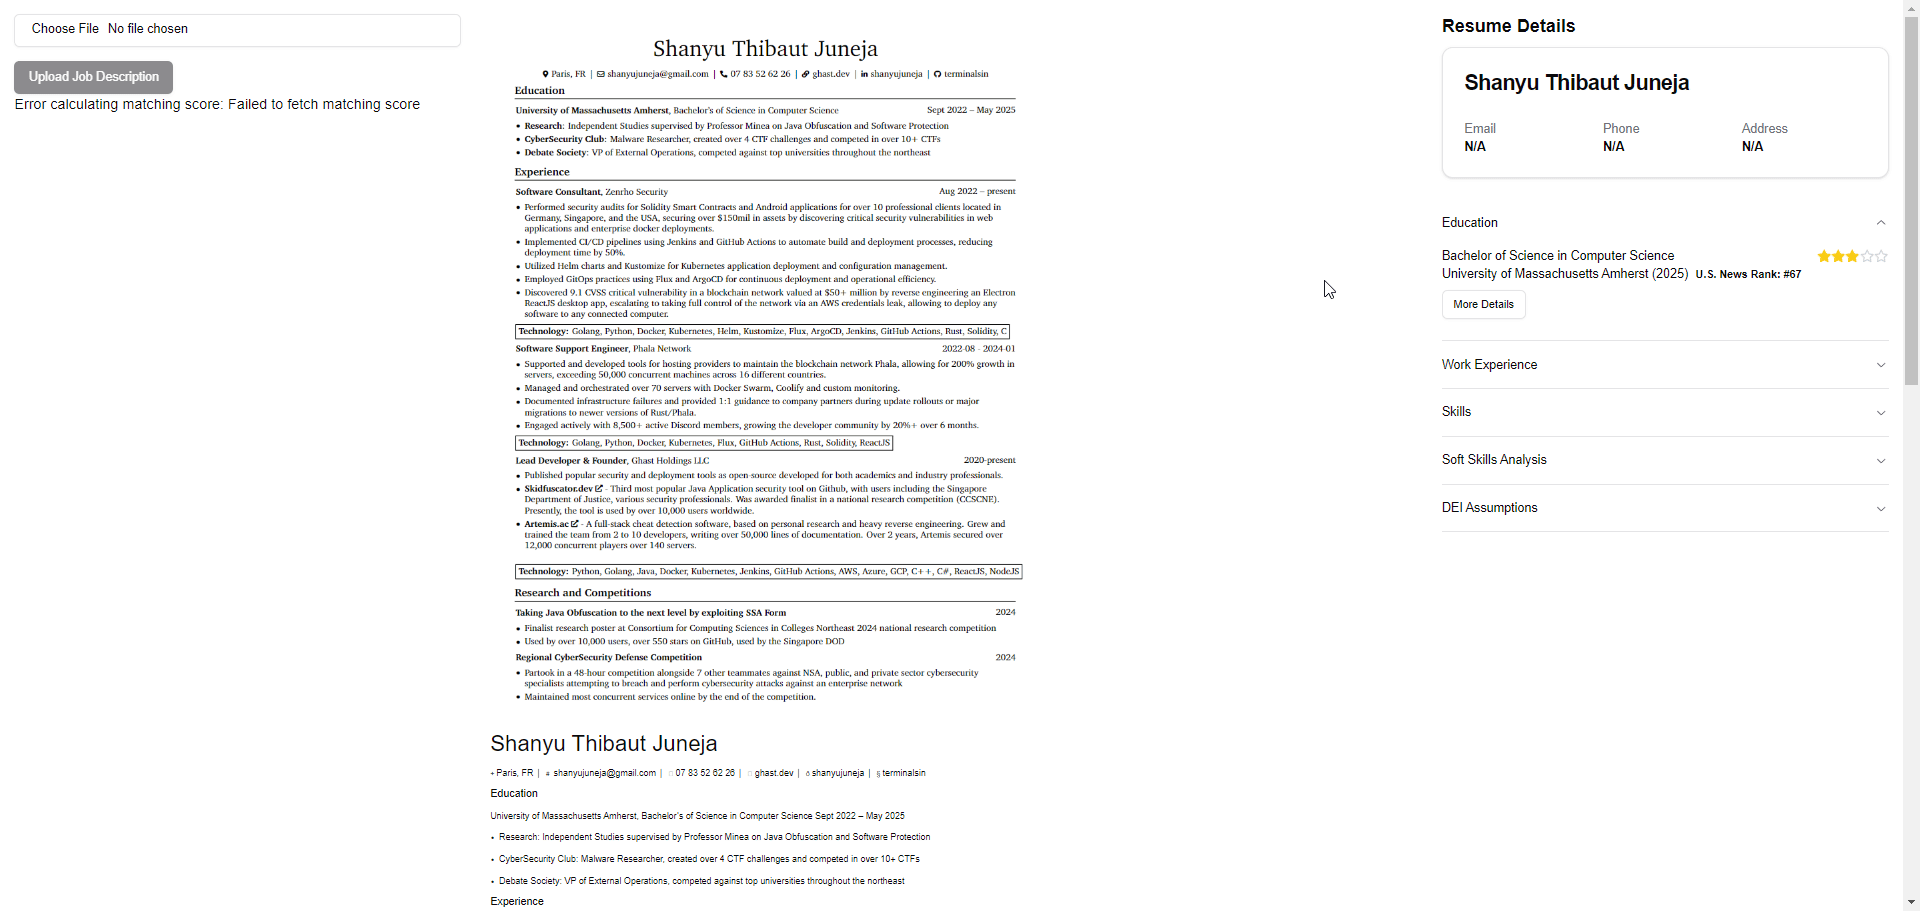 Choose File No file chosen
Upload Job Description
Error calculating matching score: Failed to fetch matching score
Shanyu Thibaut Juneja
Paris, FR | shanyujuneja@gmail.com | 07 83 52 62 26 | ghast.dev | shanyujuneja | terminalsin
Education
University of Massachusetts Amherst, Bachelor's of Science in Computer Science Sept 2022 – May 2025
• Research: Independent Studies supervised by Professor Minea on Java Obfuscation and Software Protection
• CyberSecurity Club: Malware Researcher, created over 4 CTF challenges and competed in over 10+ CTFs
• Debate Society: VP of External Operations, competed against top universities throughout the northeast
Experience
Software Consultant, Zenrho Security Aug 2022 – present
• Performed security audits for Solidity Smart Contracts and Android applications for over 10 professional clients located in
Germany, Singapore, and the USA, securing over $150mil in assets by discovering critical security vulnerabilities in web
applications and enterprise docker deployments.
• Implemented CI/CD pipelines using Jenkins and GitHub Actions to automate build and deployment processes, reducing
deployment time by 50%.
• Utilized Helm charts and Kustomize for Kubernetes application deployment and configuration management.
• Employed GitOps practices using Flux and ArgoCD for continuous deployment and operational efficiency.
• Discovered 9.1 CVSS critical vulnerability in a blockchain network valued at $50+ million by reverse engineering an Electron
ReactJS desktop app, escalating to taking full control of the network via an AWS credentials leak, allowing to deploy any
software to any connected computer.
Technology: Golang, Python, Docker, Kubernetes, Helm, Kustomize, Flux, ArgoCD, Jenkins, GitHub Actions, Rust, Solidity, C
Software Support Engineer, Phala Network 2022-08 - 2024-01
• Supported and developed tools for hosting providers to maintain the blockchain network Phala, allowing for 200% growth in
servers, exceeding 50,000 concurrent machines across 16 different countries.
• Managed and orchestrated over 70 servers with Docker Swarm, Coolify and custom monitoring.
• Documented infrastructure failures and provided 1:1 guidance to company partners during update rollouts or major
migrations to newer versions of Rust/Phala.
• Engaged actively with 8,500+ active Discord members, growing the developer community by 20%+ over 6 months.
Technology: Golang, Python, Docker, Kubernetes, Flux, GitHub Actions, Rust, Solidity, ReactJS
Lead Developer & Founder, Ghast Holdings LLC 2020-present
• Published popular security and deployment tools as open-source developed for both academics and industry professionals.
• Skidfuscator.dev - Third most popular Java Application security tool on Github, with users including the Singapore
Department of Justice, various security professionals. Was awarded finalist in a national research competition (CCSCNE).
Presently, the tool is used by over 10,000 users worldwide.
• Artemis.ac - A full-stack cheat detection software, based on personal research and heavy reverse engineering. Grew and
trained the team from 2 to 10 developers, writing over 50,000 lines of documentation. Over 2 years, Artemis secured over
12,000 concurrent players over 140 servers.
Technology: Python, Golang, Java, Docker, Kubernetes, Jenkins, GitHub Actions, AWS, Azure, GCP, C++, C#, ReactJS, NodeJS
Research and Competitions
Taking Java Obfuscation to the next level by exploiting SSA Form 2024
• Finalist research poster at Consortium for Computing Sciences in Colleges Northeast 2024 national research competition
• Used by over 10,000 users, over 550 stars on GitHub, used by the Singapore DOD
Regional CyberSecurity Defense Competition 2024
• Partook in a 48-hour competition alongside 7 other teammates against NSA, public, and private sector cybersecurity
specialists attempting to breach and perform cybersecurity attacks against an enterprise network
• Maintained most concurrent services online by the end of the competition.
Shanyu Thibaut Juneja
+ Paris, FR | # shanyujuneja@gmail.com | 07 83 52 62 26 | ghast.dev | shanyujuneja | § terminalsin
Education
University of Massachusetts Amherst, Bachelor's of Science in Computer Science Sept 2022 – May 2025
• Research: Independent Studies supervised by Professor Minea on Java Obfuscation and Software Protection
• CyberSecurity Club: Malware Researcher, created over 4 CTF challenges and competed in over 10+ CTFs
• Debate Society: VP of External Operations, competed against top universities throughout the northeast
Experience
Resume Details
Shanyu Thibaut Juneja
Email Phone Address
N/A N/A N/A
Education
Bachelor of Science in Computer Science
University of Massachusetts Amherst (2025) U.S. News Rank: #67
More Details
Work Experience
Skills
Soft Skills Analysis
DEI Assumptions